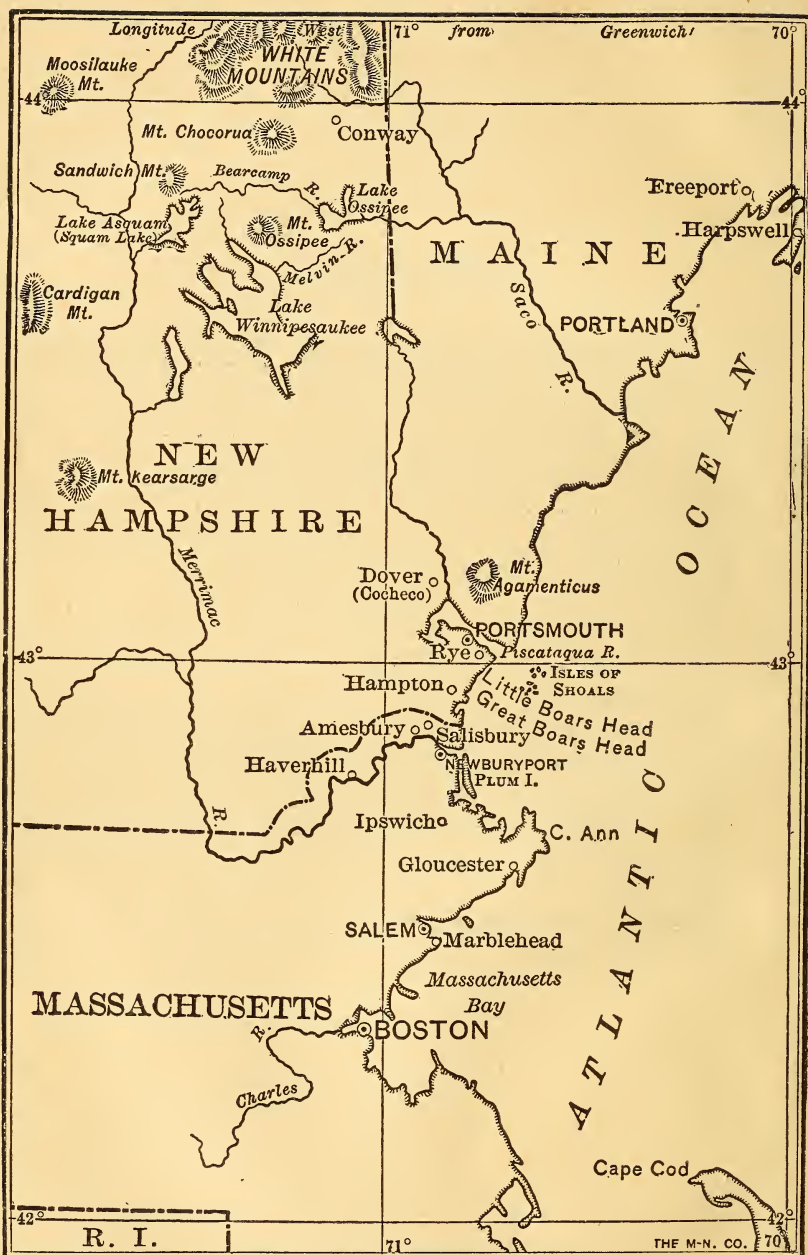 Longitude West 71° from Greenwich 70°
WHITE
MOUNTAINS
Moosilauke
Mt.
44° 44°
Mt. Chocorua
Conway
Sandwich Mt.
Bearcamp R.
Lake
Ossipee
Freeport
Harpswell
Lake Asquam
(Squam Lake)
Mt.
Ossipee
MAINE
Melvin R.
Cardigan
Mt.
Lake
Winnipesaukee
Saco R.
PORTLAND
NEW
HAMPSHIRE
Mt. Kearsarge
Merrimac R.
ATLANTIC OCEAN
Dover
(Cocheco)
Mt.
Agamenticus
PORTSMOUTH
Rye
Piscataqua R.
43° 43°
Hampton
ISLES OF
SHOALS
Little Boars Head
Great Boars Head
Amesbury
Salisbury
Haverhill
NEWBURYPORT
PLUM I.
Ipswich
C. Ann
Gloucester
SALEM
Marblehead
Massachusetts
Bay
MASSACHUSETTS
BOSTON
Charles R.
Cape Cod
42° 42°
R. I.
71°
THE M.-N. CO.
70°